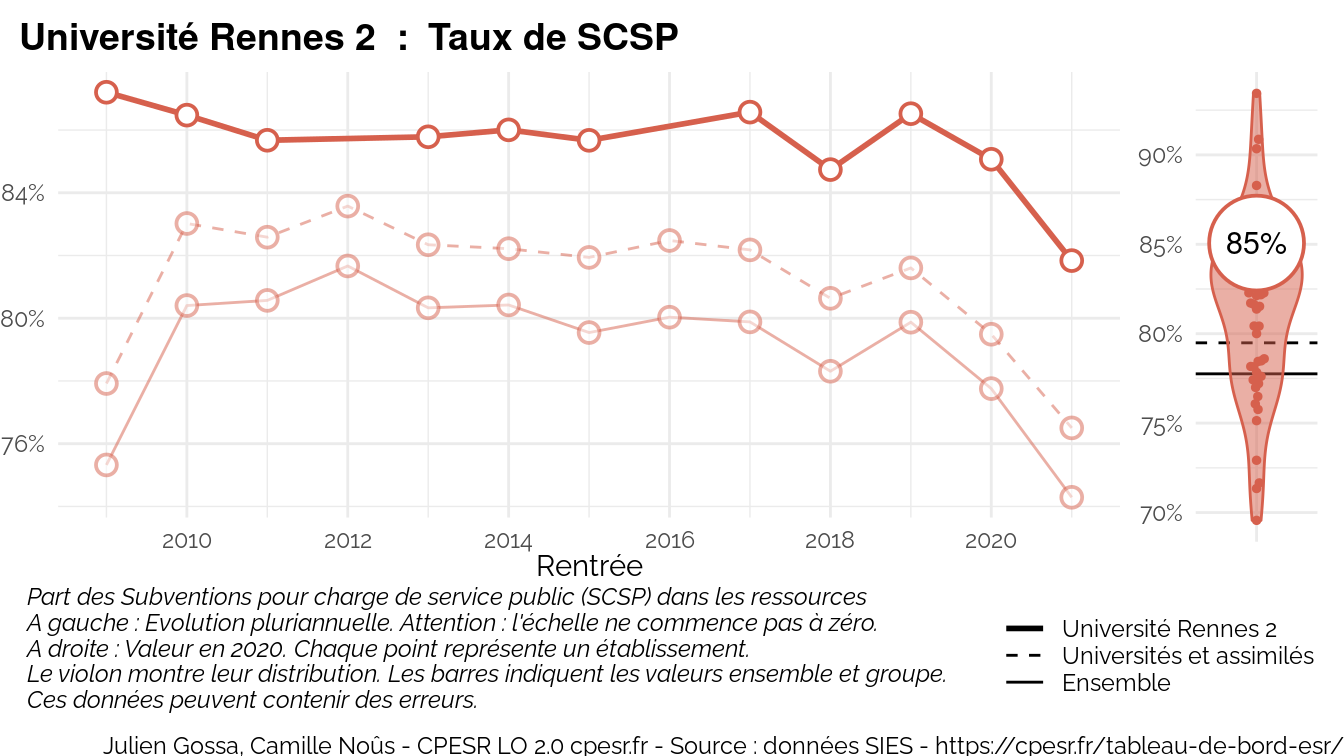 Université Rennes 2  :  Taux de SCSP
84%
80%
76%
2010 2012 2014 2016 2018 2020
Rentrée
90%
85%
80%
75%
70%
85%
Part des Subventions pour charge de service public (SCSP) dans les ressources
A gauche : Evolution pluriannuelle. Attention : l'échelle ne commence pas à zéro.
A droite : Valeur en 2020. Chaque point représente un établissement.
Le violon montre leur distribution. Les barres indiquent les valeurs ensemble et groupe.
Ces données peuvent contenir des erreurs.
Université Rennes 2
Universités et assimilés
Ensemble
Julien Gossa, Camille Noûs - CPESR LO 2.0 cpesr.fr - Source : données SIES - https://cpesr.fr/tableau-de-bord-esr/